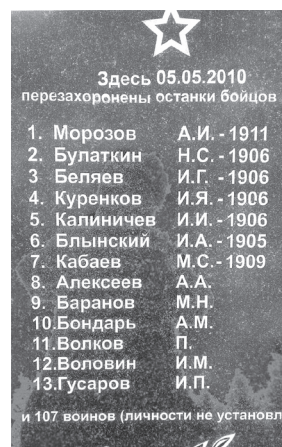 Здесь 05.05.2010
перезахоронены останки бойцов
1. Морозов А.И. - 1911
2. Булаткин Н.С. - 1906
3 Беляев И.Г. - 1906
4. Куренков И.Я. - 1906
5. Калиничев И.И. - 1906
6. Блынский И.А. - 1905
7. Кабаев М.С. - 1909
8. Алексеев А.А.
9. Баранов М.Н.
10.Бондарь А.М.
11.Волков П.
12.Воловин И.М.
13.Гусаров И.П.
и 107 воинов (личности не установл